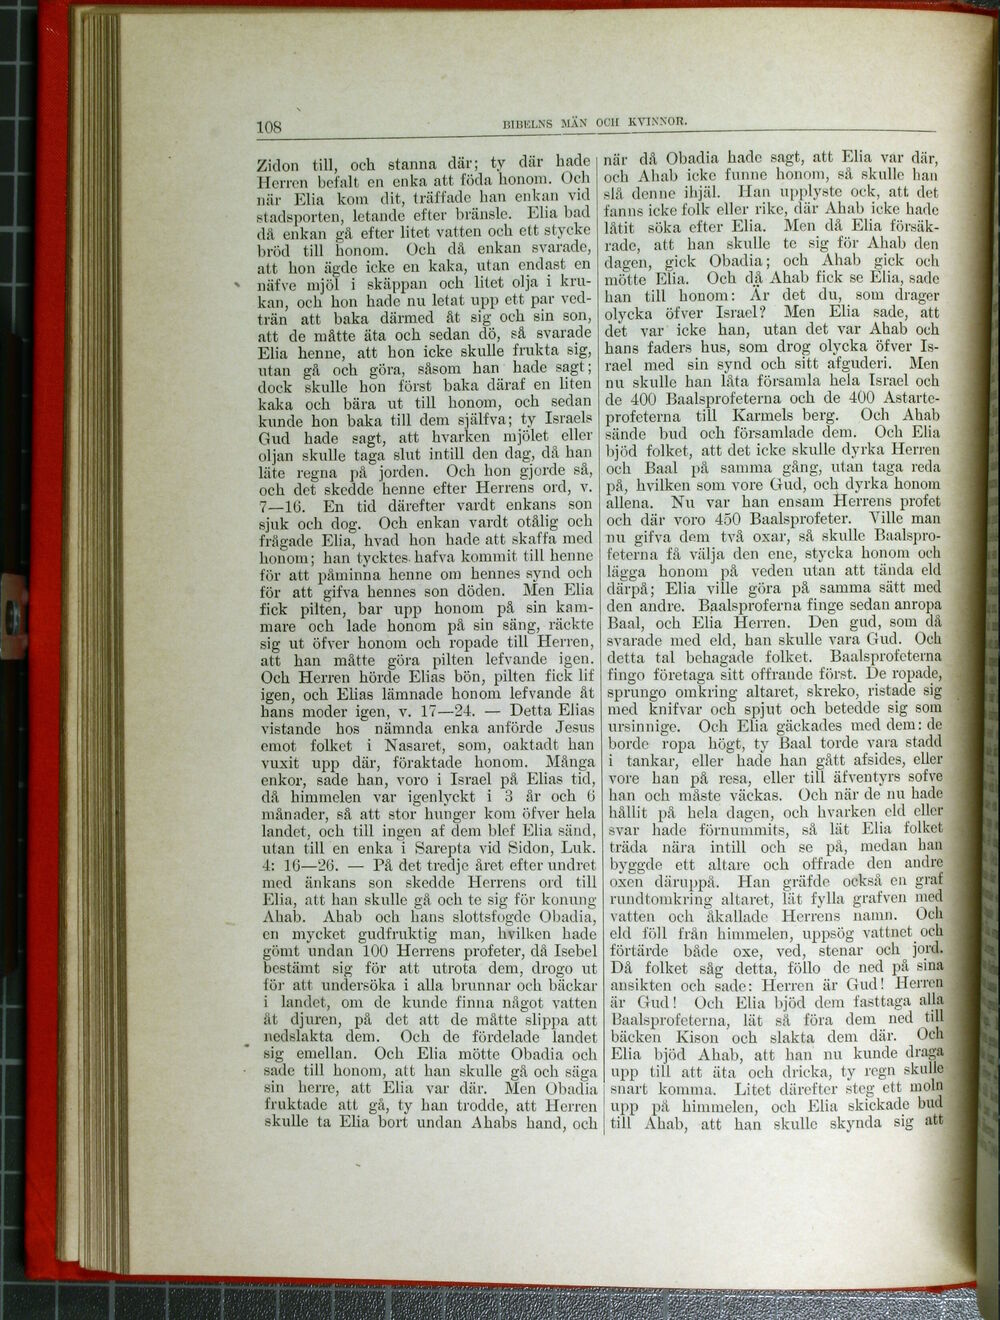 108
BIBELNS MÄN OCH KVINNOR.
Zidon till, och stanna där; ty där hade
Herren befalt en enka att föda honom. Och
när Elia kom dit, träffade han enkan vid
stadsporten, letande efter bränsle. Elia bad
då enkan gå efter litet vatten och ett stycke
bröd till honom. Och då enkan svarade,
att hon ägde icke en kaka, utan endast en
näfve mjöl i skäppan och litet olja i kru-
kan, och hon hade nu letat upp ett par ved-
trän att baka därmed åt sig och sin son,
att de måtte äta och sedan dö, så svarade
Elia henne, att hon icke skulle frukta sig,
utan gå och göra, såsom han hade sagt;
dock skulle hon först baka däraf en liten
kaka och bära ut till honom, och sedan
kunde hon baka till dem själfva; ty Israels
Gud hade sagt, att hvarken mjölet eller
oljan skulle taga slut intill den dag, då han
läte regna på jorden. Och hon gjorde så,
och det skedde henne efter Herrens ord, v.
7—16. En tid därefter vardt enkans son
sjuk och dog. Och enkan vardt otålig och
frågade Elia, hvad hon hade att skaffa med
honom; han tycktes hafva kommit till henne
för att påminna henne om hennes synd och
för att gifva hennes son döden. Men Elia
fick pilten, bar upp honom på sin kam-
mare och lade honom på sin säng, räckte
sig ut öfver honom och ropade till Herren,
att han måtte göra pilten lefvande igen.
Och Herren hörde Elias bön, pilten fick lif
igen, och Elias lämnade honom lefvande åt
hans moder igen, v. 17—24. — Detta Elias
vistande hos nämnda enka anförde Jesus
emot folket i Nasaret, som, oaktadt han
vuxit upp där, föraktade honom. Många
enkor, sade han, voro i Israel på Elias tid,
då himmelen var igenlyckt i 3 år och 6
månader, så att stor hunger kom öfver hela
landet, och till ingen af dem blef Elia sänd,
utan till en enka i Sarepta vid Sidon, Luk.
4: 16—26. — På det tredje året efter undret
med änkans son skedde Herrens ord till
Elia, att han skulle gå och te sig för konung
Ahab. Ahab och hans slottsfogde Obadia,
en mycket gudfruktig man, hvilken hade
gömt undan 100 Herrens profeter, då Isebel
bestämt sig för att utrota dem, drogo ut
för att undersöka i alla brunnar och bäckar
i landet, om de kunde finna något vatten
åt djuren, på det att de måtte slippa att
nedslakta dem. Och de fördelade landet
sig emellan. Och Elia mötte Obadia och
sade till honom, att han skulle gå och säga
sin herre, att Elia var där. Men Obadia
fruktade att gå, ty han trodde, att Herren
skulle ta Elia bort undan Ahabs hand, och
när då Obadia hade sagt, att Elia var där,
och Ahab icke funne honom, så skulle han
slå denne ihjäl. Han upplyste ock, att det
fanns icke folk eller rike, där Ahab icke hade
låtit söka efter Elia. Men då Elia försäk-
rade, att han skulle te sig för Ahab den
dagen, gick Obadia; och Ahab gick och
mötte Elia. Och då Ahab fick se Elia, sade
han till honom: Är det du, som drager
olycka öfver Israel? Men Elia sade, att
det var icke han, utan det var Ahab och
hans faders hus, som drog olycka öfver Is-
rael med sin synd och sitt afguderi. Men
nu skulle han låta församla hela Israel och
de 400 Baalsprofeterna och de 400 Astarte-
profeterna till Karmels berg. Och Ahab
sände bud och församlade dem. Och Elia
bjöd folket, att det icke skulle dyrka Herren
och Baal på samma gång, utan taga reda
på, hvilken som vore Gud, och dyrka honom
allena. Nu var han ensam Herrens profet
och där voro 450 Baalsprofeter. Ville man
nu gifva dem två oxar, så skulle Baalspro-
feterna få välja den ene, stycka honom och
lägga honom på veden utan att tända eld
därpå; Elia ville göra på samma sätt med
den andre. Baalsproferna finge sedan anropa
Baal, och Elia Herren. Den gud, som då
svarade med eld, han skulle vara Gud. Och
detta tal behagade folket. Baalsprofeterna
fingo företaga sitt offrande först. De ropade,
sprungo omkring altaret, skreko, ristade sig
med knifvar och spjut och betedde sig som
ursinnige. Och Elia gäckades med dem: de
borde ropa högt, ty Baal torde vara stadd
i tankar, eller hade han gått afsides, eller
vore han på resa, eller till äfventyrs sofve
han och måste väckas. Och när de nu hade
hållit på hela dagen, och hvarken eld eller
svar hade förnummits, så lät Elia folket
träda nära intill och se på, medan han
byggde ett altare och offrade den andre
oxen däruppå. Han gräfde också en graf
rundtomkring altaret, lät fylla grafven med
vatten och åkallade Herrens namn. Och
eld föll från himmelen, uppsög vattnet och
förtärde både oxe, ved, stenar och jord.
Då folket såg detta, föllo de ned på sina
ansikten och sade: Herren är Gud! Herren
är Gud! Och Elia bjöd dem fasttaga alla
Baalsprofeterna, lät så föra dem ned till
bäcken Kison och slakta dem där. Och
Elia bjöd Ahab, att han nu kunde draga
upp till att äta och dricka, ty regn skulle
snart komma. Litet därefter steg ett moln
upp på himmelen, och Elia skickade bud
till Ahab, att han skulle skynda sig att